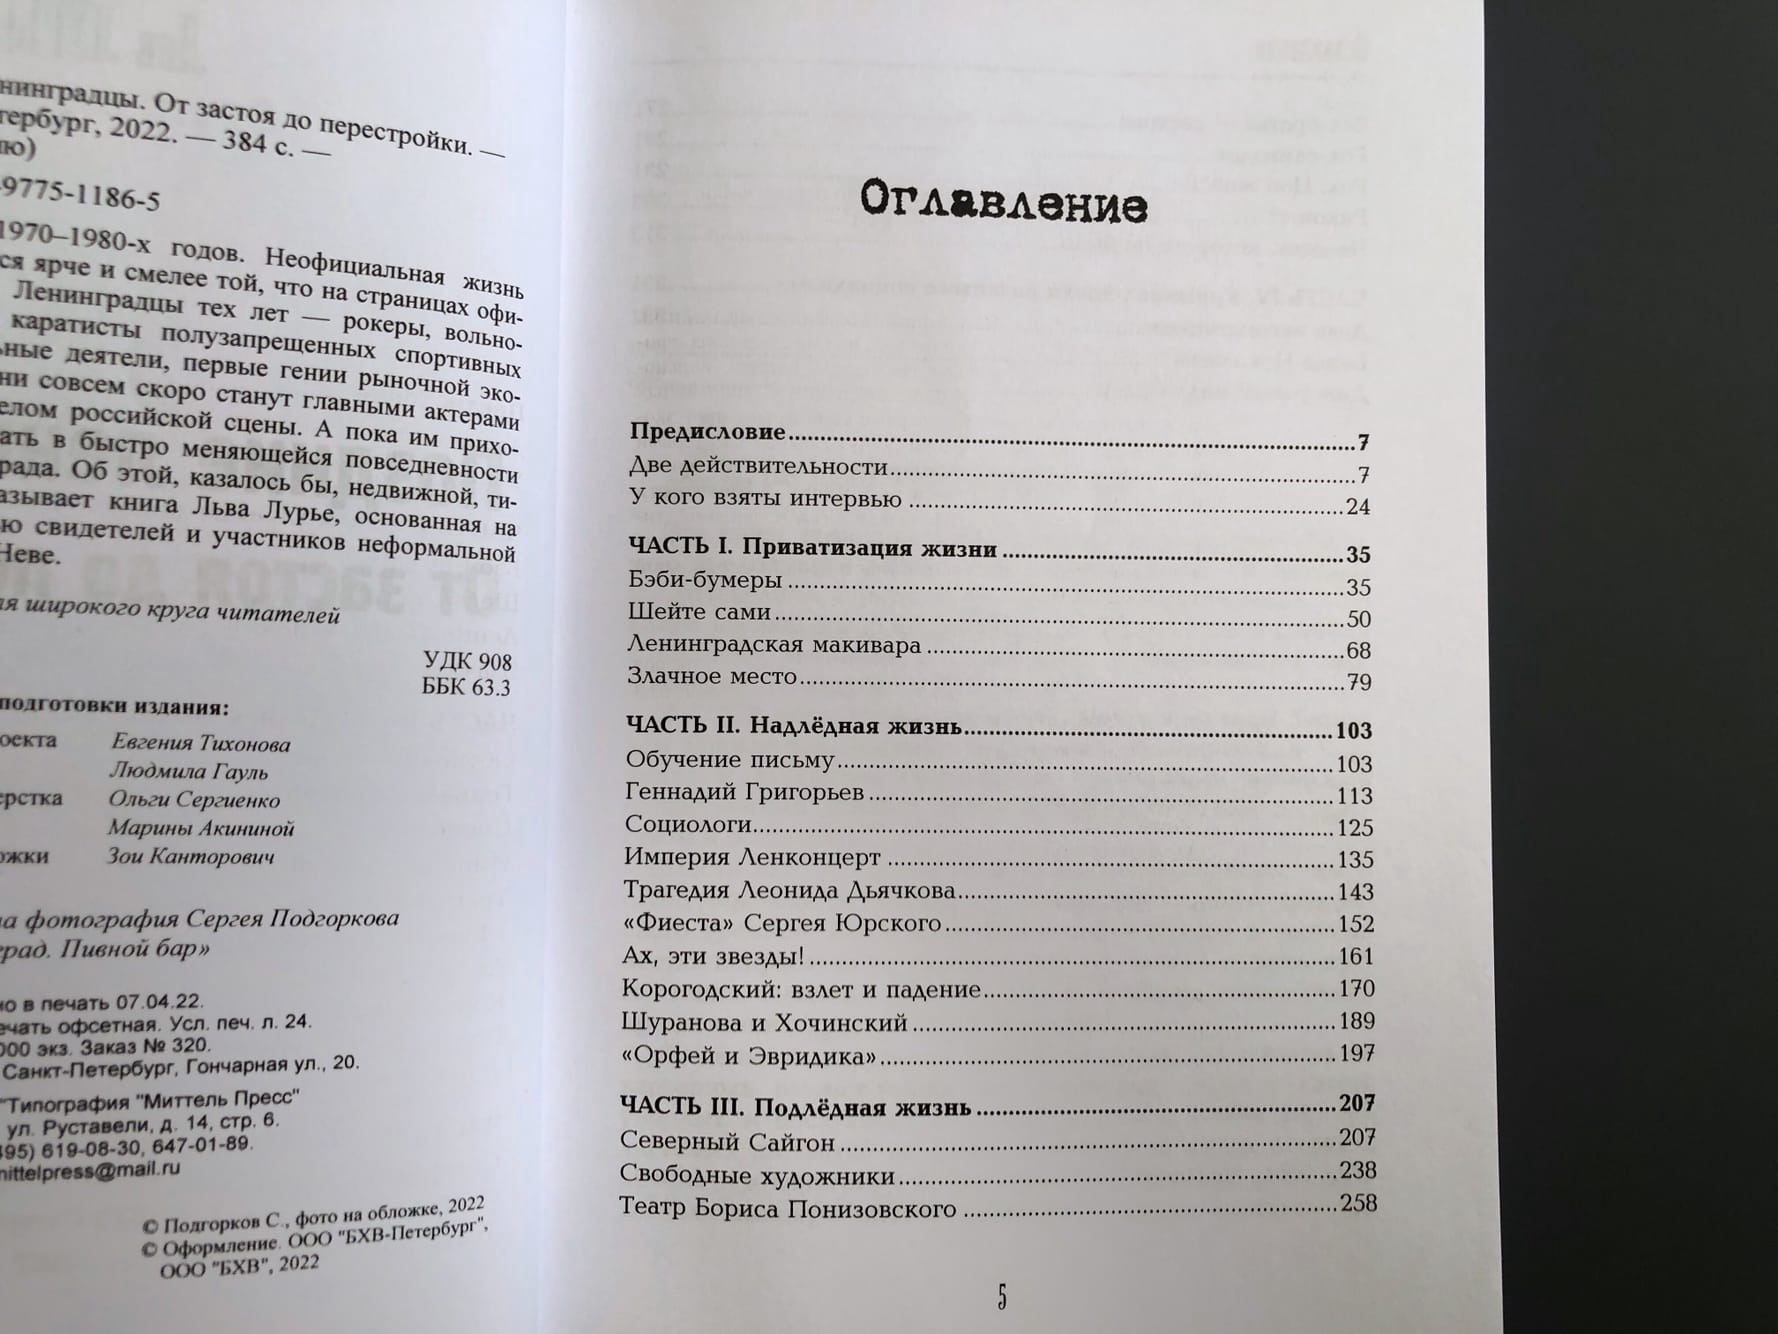 нинградцы. От застоя до перестройки. —
тербург, 2022. — 384 с. —
ю)
-9775-1186-5
1970–1980-х годов. Неофициальная жизнь
ся ярче и смелее той, что на страницах офи-
Ленинградцы тех лет — рокеры, вольно-
каратисты полузапрещенных спортивных
ьные деятели, первые гении рыночной эко-
ни совсем скоро станут главными актерами
елом российской сцены. А пока им прихо-
ать в быстро меняющейся повседневности
рада. Об этой, казалось бы, недвижной, ти-
азывает книга Льва Лурье, основанная на
ю свидетелей и участников неформальной
Неве.
ля широкого круга читателей
УДК 908
ББК 63.3
подготовки издания:
роекта Евгения Тихонова
Людмила Гауль
ерстка Ольги Сергиенко
Марины Акининой
ожки Зои Канторович
на фотография Сергея Подгоркова
град. Пивной бар»
но в печать 07.04.22.
ечать офсетная. Усл. печ. л. 24.
000 экз. Заказ № 320.
Санкт-Петербург, Гончарная ул., 20.
"Типография "Миттель Пресс"
ул. Руставели, д. 14, стр. 6.
495) 619-08-30, 647-01-89.
mittelpress@mail.ru
© Подгорков С., фото на обложке, 2022
© Оформление. ООО "БХВ-Петербург",
ООО "БХВ", 2022
Оглавление
Предисловие 7
Две действительности 7
У кого взяты интервью 24
ЧАСТЬ I. Приватизация жизни 35
Бэби-бумеры 35
Шейте сами 50
Ленинградская макивара 68
Злачное место 79
ЧАСТЬ II. Надлёдная жизнь 103
Обучение письму 103
Геннадий Григорьев 113
Социологи 125
Империя Ленконцерт 135
Трагедия Леонида Дьячкова 143
«Фиеста» Сергея Юрского 152
Ах, эти звезды! 161
Корогодский: взлет и падение 170
Шуранова и Хочинский 189
«Орфей и Эвридика» 197
ЧАСТЬ III. Подлёдная жизнь 207
Северный Сайгон 207
Свободные художники 238
Театр Бориса Понизовского 258
5